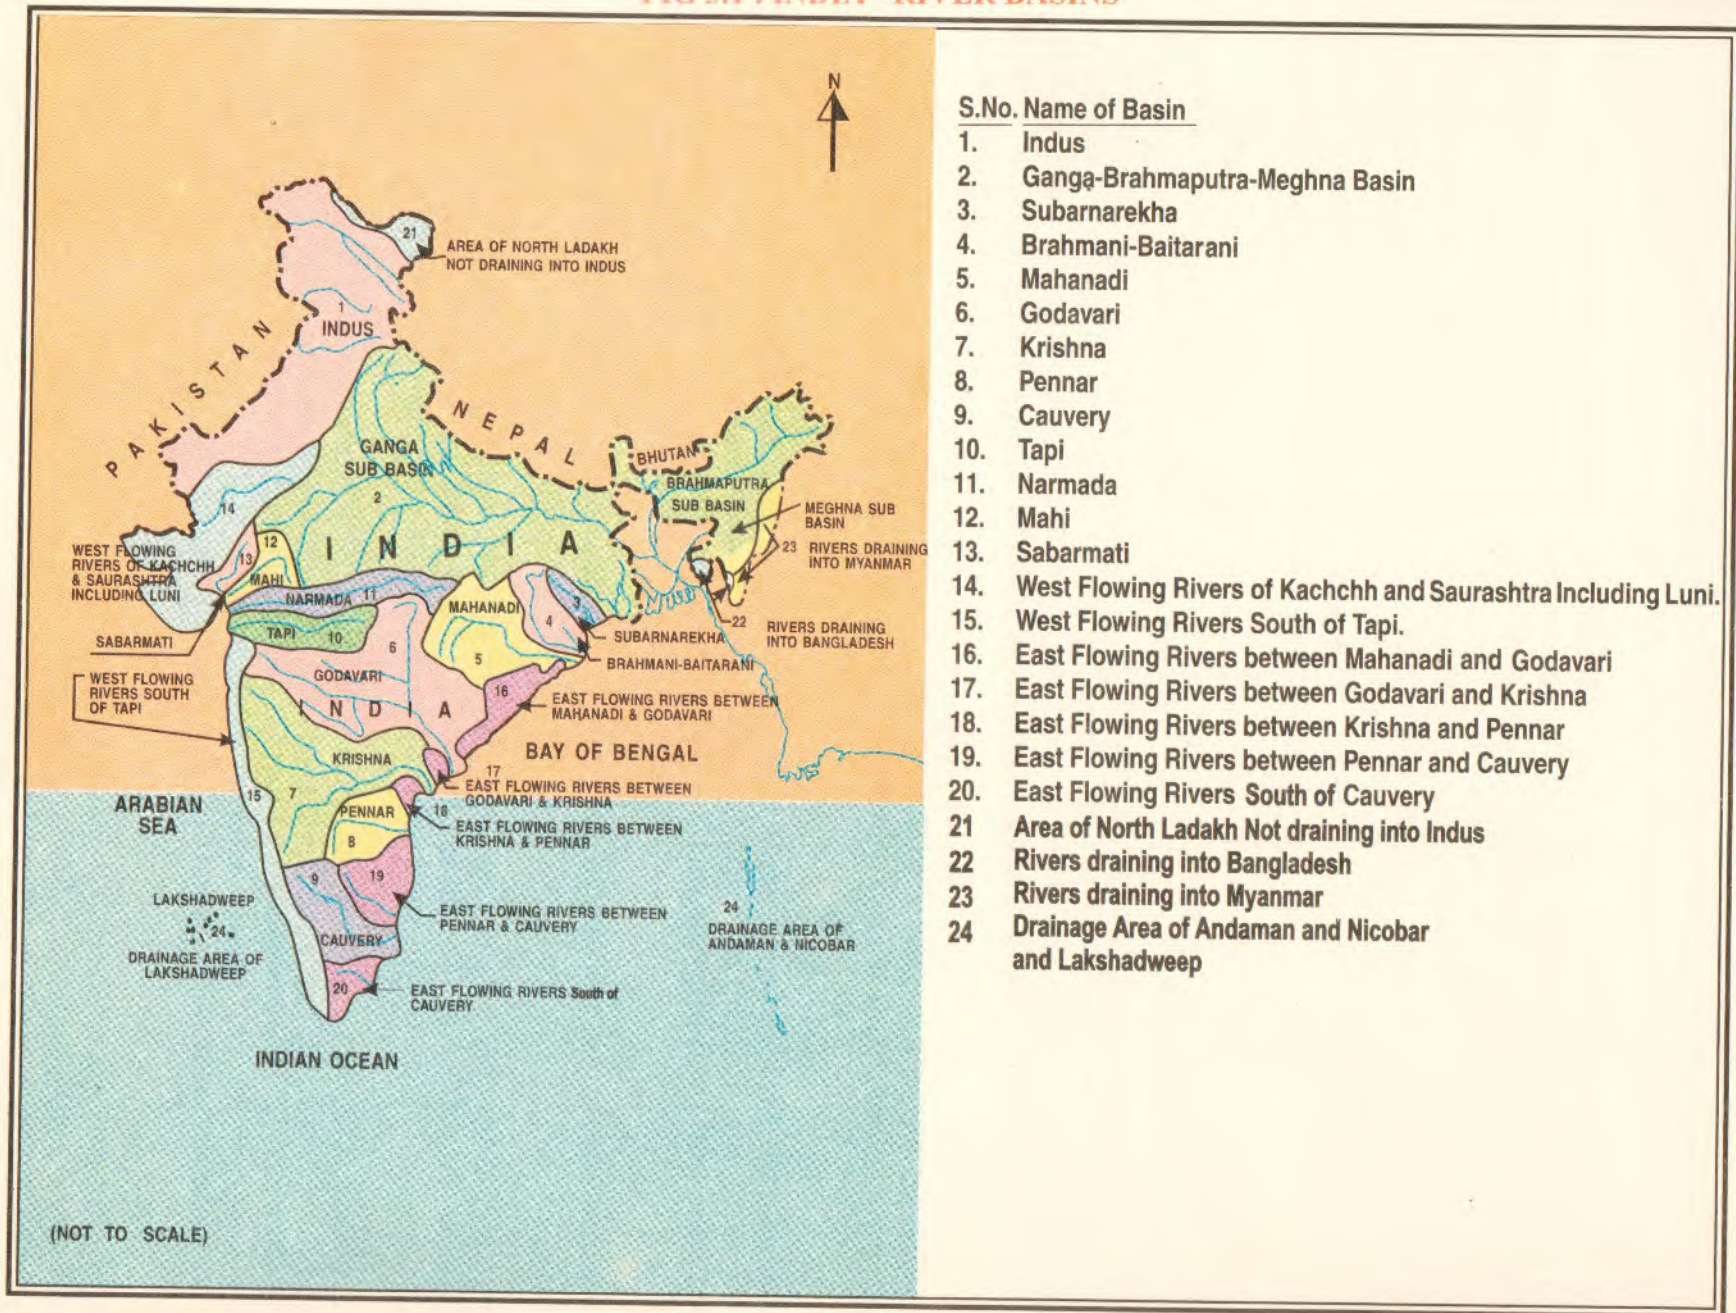 INDIA - RIVER BASINS
N
21
AREA OF NORTH LADAKH
NOT DRAINING INTO INDUS
1
INDUS
PAKISTAN
NEPAL
GANGA
SUB BASIN
2
BHUTAN
BRAHMAPUTRA
SUB BASIN
MEGHNA SUB
BASIN
23 RIVERS DRAINING
INTO MYANMAR
14
WEST FLOWING
RIVERS OF KACHCHH
& SAURASHTRA
INCLUDING LUNI
13
12
MAHI
INDIA
NARMADA 11
TAPI 10
SABARMATI
MAHANADI
5
6
GODAVARI
4
3
SUBARNAREKHA
BRAHMANI-BAITARANI
22
RIVERS DRAINING
INTO BANGLADESH
WEST FLOWING
RIVERS SOUTH
OF TAPI
INDIA
16
EAST FLOWING RIVERS BETWEEN
MAHANADI & GODAVARI
BAY OF BENGAL
KRISHNA
7
17
EAST FLOWING RIVERS BETWEEN
GODAVARI & KRISHNA
15
ARABIAN
SEA
PENNAR
8
18
EAST FLOWING RIVERS BETWEEN
KRISHNA & PENNAR
9
19
EAST FLOWING RIVERS BETWEEN
PENNAR & CAUVERY
LAKSHADWEEP
24
DRAINAGE AREA OF
LAKSHADWEEP
CAUVERY
24
DRAINAGE AREA OF
ANDAMAN & NICOBAR
20
EAST FLOWING RIVERS South of
CAUVERY
INDIAN OCEAN
(NOT TO SCALE)
S.No. Name of Basin
1. Indus
2. Ganga-Brahmaputra-Meghna Basin
3. Subarnarekha
4. Brahmani-Baitarani
5. Mahanadi
6. Godavari
7. Krishna
8. Pennar
9. Cauvery
10. Tapi
11. Narmada
12. Mahi
13. Sabarmati
14. West Flowing Rivers of Kachchh and Saurashtra Including Luni.
15. West Flowing Rivers South of Tapi.
16. East Flowing Rivers between Mahanadi and Godavari
17. East Flowing Rivers between Godavari and Krishna
18. East Flowing Rivers between Krishna and Pennar
19. East Flowing Rivers between Pennar and Cauvery
20. East Flowing Rivers South of Cauvery
21 Area of North Ladakh Not draining into Indus
22 Rivers draining into Bangladesh
23 Rivers draining into Myanmar
24 Drainage Area of Andaman and Nicobar
and Lakshadweep